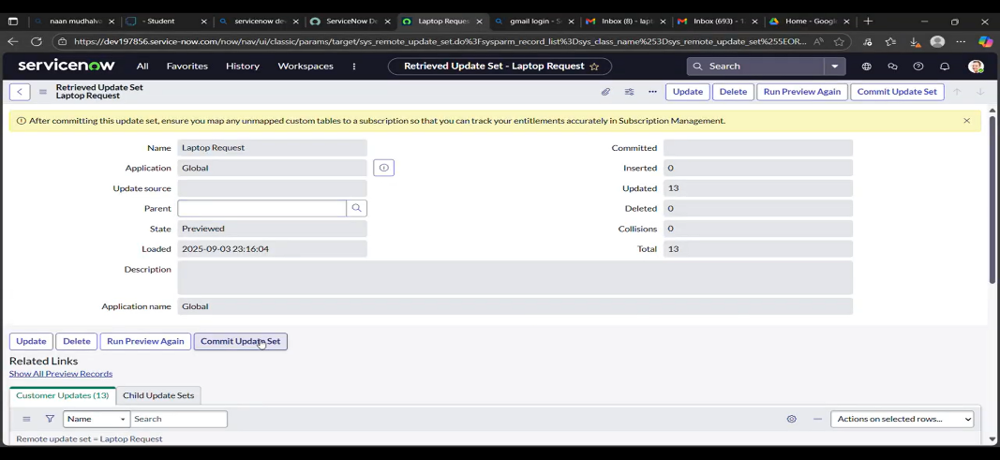 naan mudhalva
- Student
servicenow dev
ServiceNow De
Laptop Reques
gmail login - S
Inbox (8) - lapt
Inbox (693) - 1
Home - Google
https://dev197856.service-now.com/now/nav/ui/classic/params/target/sys_remote_update_set.do%3Fsysparm_record_list%3Dsys_class_name%253Dsys_remote_update_set%255EOR...
servicenow All Favorites History Workspaces Retrieved Update Set - Laptop Request Search
Retrieved Update Set
Laptop Request
Update Delete Run Preview Again Commit Update Set
After committing this update set, ensure you map any unmapped custom tables to a subscription so that you can track your entitlements accurately in Subscription Management.
Name Laptop Request Committed
Application Global Inserted 0
Update source Updated 13
Parent Deleted 0
State Previewed Collisions 0
Loaded 2025-09-03 23:16:04 Total 13
Description
Application name Global
Update Delete Run Preview Again Commit Update Set
Related Links
Show All Preview Records
Customer Updates (13) Child Update Sets
Name Search Actions on selected rows...
Remote update set = Laptop Request